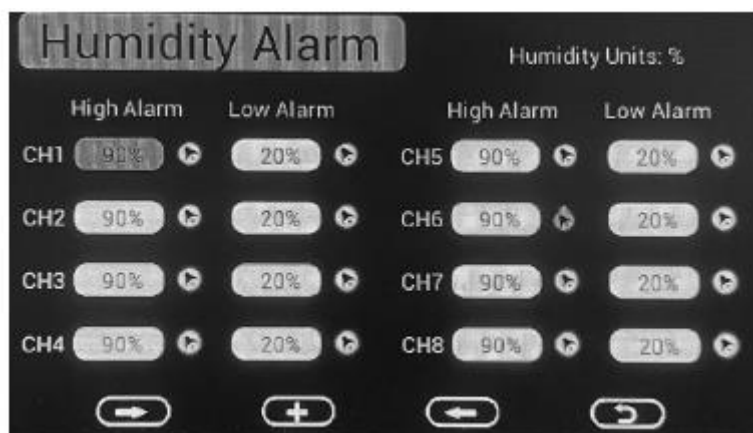 Humidity Alarm
Humidity Units: %
High Alarm Low Alarm High Alarm Low Alarm
CH1 90% 20% CH5 90% 20%
CH2 90% 20% CH6 90% 20%
CH3 90% 20% CH7 90% 20%
CH4 90% 20% CH8 90% 20%